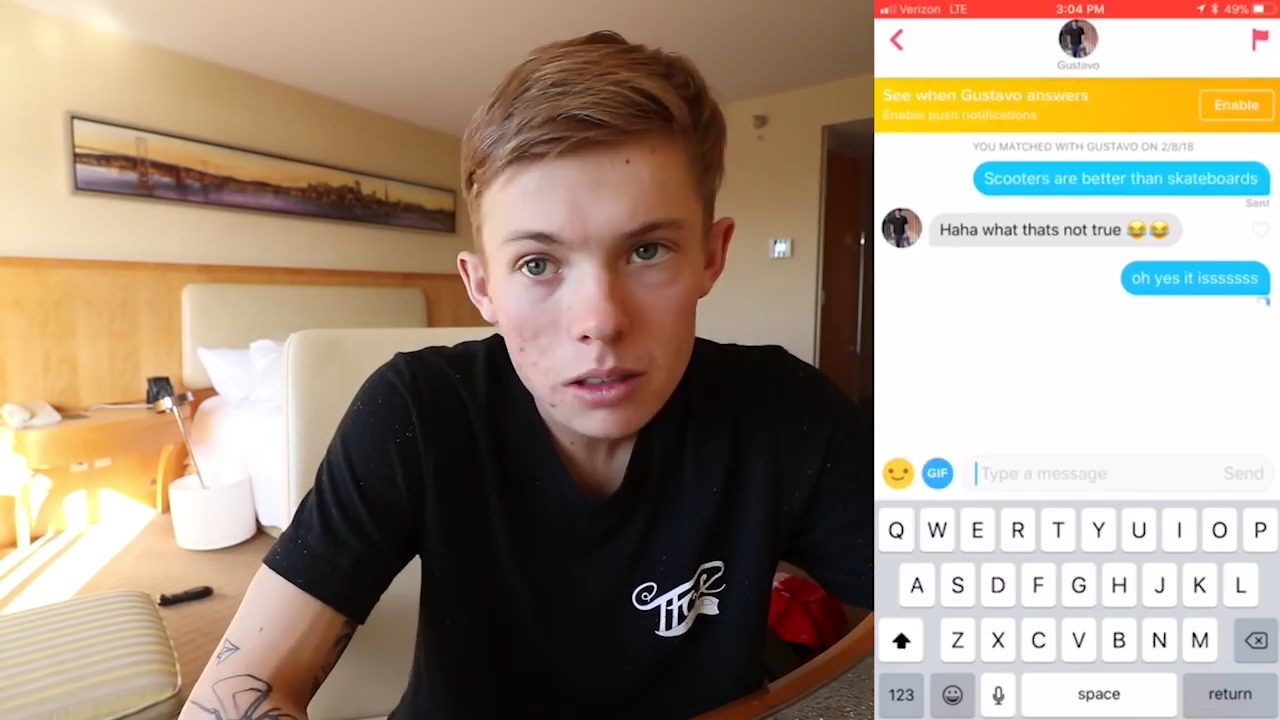 Verizon LTE 3:04 PM 49%
Gustavo
See when Gustavo answers
Enable push notifications
Enable
YOU MATCHED WITH GUSTAVO ON 2/8/18
Scooters are better than skateboards
Sent
Haha what thats not true 😂😂
oh yes it isssssss
GIF
Type a message
Send
Q W E R T Y U I O P
A S D F G H J K L
Z X C V B N M
123
space
return